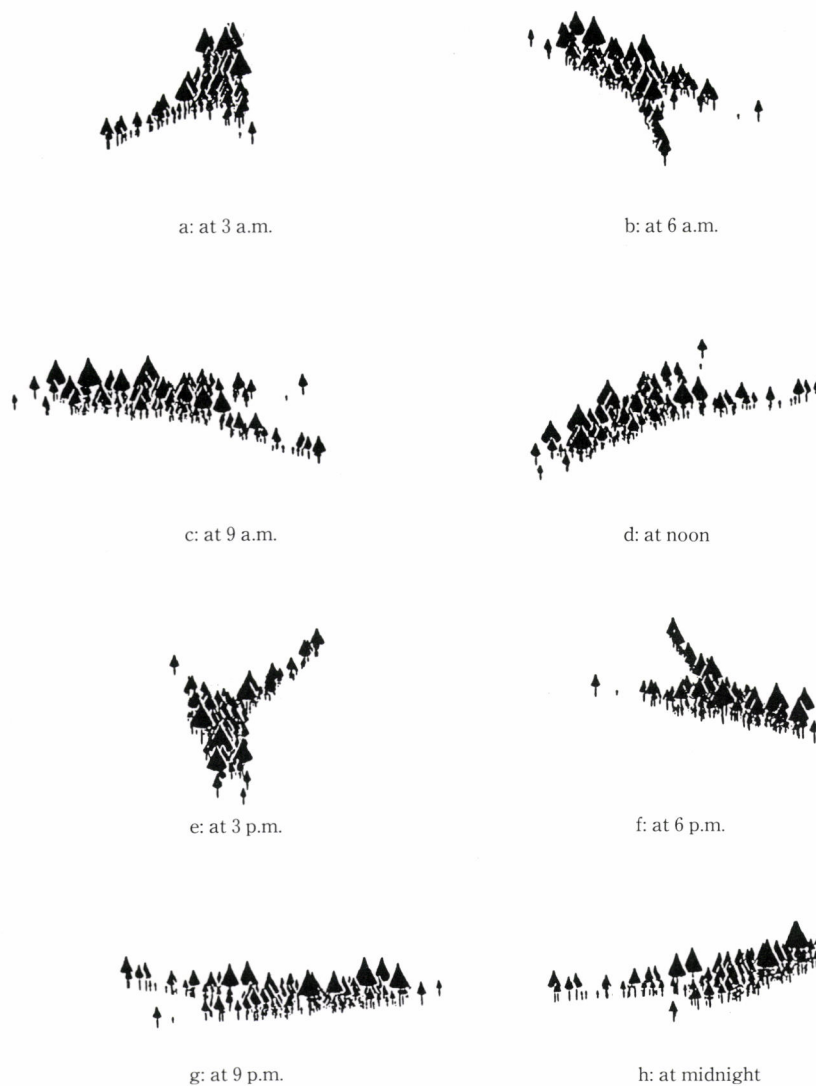 a: at 3 a.m.
b: at 6 a.m.
c: at 9 a.m.
d: at noon
e: at 3 p.m.
f: at 6 p.m.
g: at 9 p.m.
h: at midnight